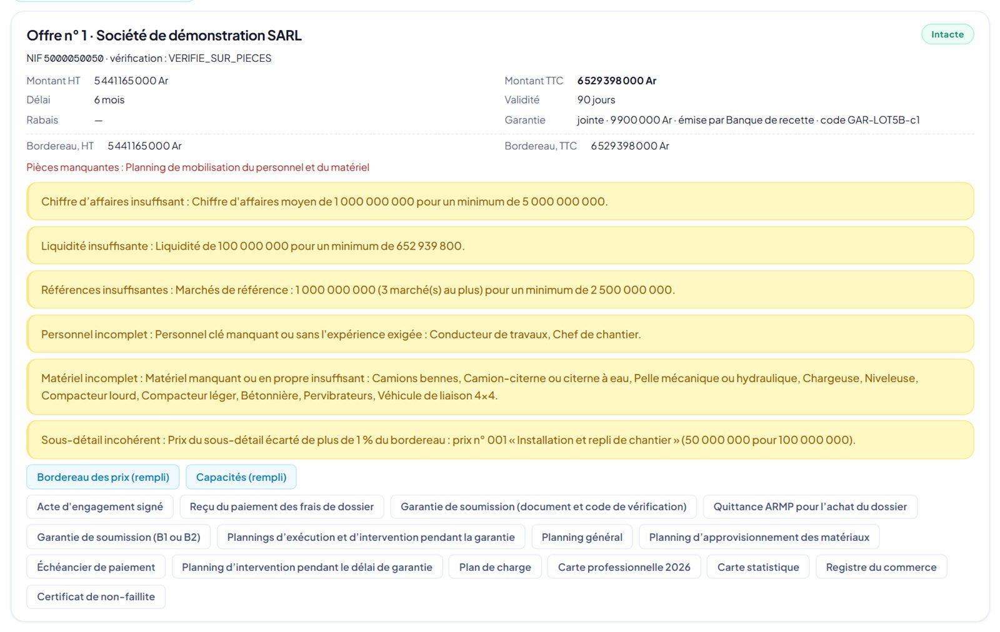 Offre n° 1 · Société de démonstration SARL
Intacte
NIF 5000050050 · vérification : VERIFIE_SUR_PIECES
Montant HT 5 441 165 000 Ar
Montant TTC 6 529 398 000 Ar
Délai 6 mois
Validité 90 jours
Rabais —
Garantie jointe · 9 900 000 Ar · émise par Banque de recette · code GAR-LOT5B-c1
Bordereau, HT 5 441 165 000 Ar
Bordereau, TTC 6 529 398 000 Ar
Pièces manquantes : Planning de mobilisation du personnel et du matériel
Chiffre d’affaires insuffisant : Chiffre d'affaires moyen de 1 000 000 000 pour un minimum de 5 000 000 000.
Liquidité insuffisante : Liquidité de 100 000 000 pour un minimum de 652 939 800.
Références insuffisantes : Marchés de référence : 1 000 000 000 (3 marché(s) au plus) pour un minimum de 2 500 000 000.
Personnel incomplet : Personnel clé manquant ou sans l'expérience exigée : Conducteur de travaux, Chef de chantier.
Matériel incomplet : Matériel manquant ou en propre insuffisant : Camions bennes, Camion-citerne ou citerne à eau, Pelle mécanique ou hydraulique, Chargeuse, Niveleuse,
Compacteur lourd, Compacteur léger, Bétonnière, Pervibrateurs, Véhicule de liaison 4×4.
Sous-détail incohérent : Prix du sous-détail écarté de plus de 1 % du bordereau : prix n° 001 « Installation et repli de chantier » (50 000 000 pour 100 000 000).
Bordereau des prix (rempli)
Capacités (rempli)
Acte d'engagement signé
Reçu du paiement des frais de dossier
Garantie de soumission (document et code de vérification)
Quittance ARMP pour l’achat du dossier
Garantie de soumission (B1 ou B2)
Plannings d’exécution et d’intervention pendant la garantie
Planning général
Planning d’approvisionnement des matériaux
Échéancier de paiement
Planning d’intervention pendant le délai de garantie
Plan de charge
Carte professionnelle 2026
Carte statistique
Registre du commerce
Certificat de non-faillite